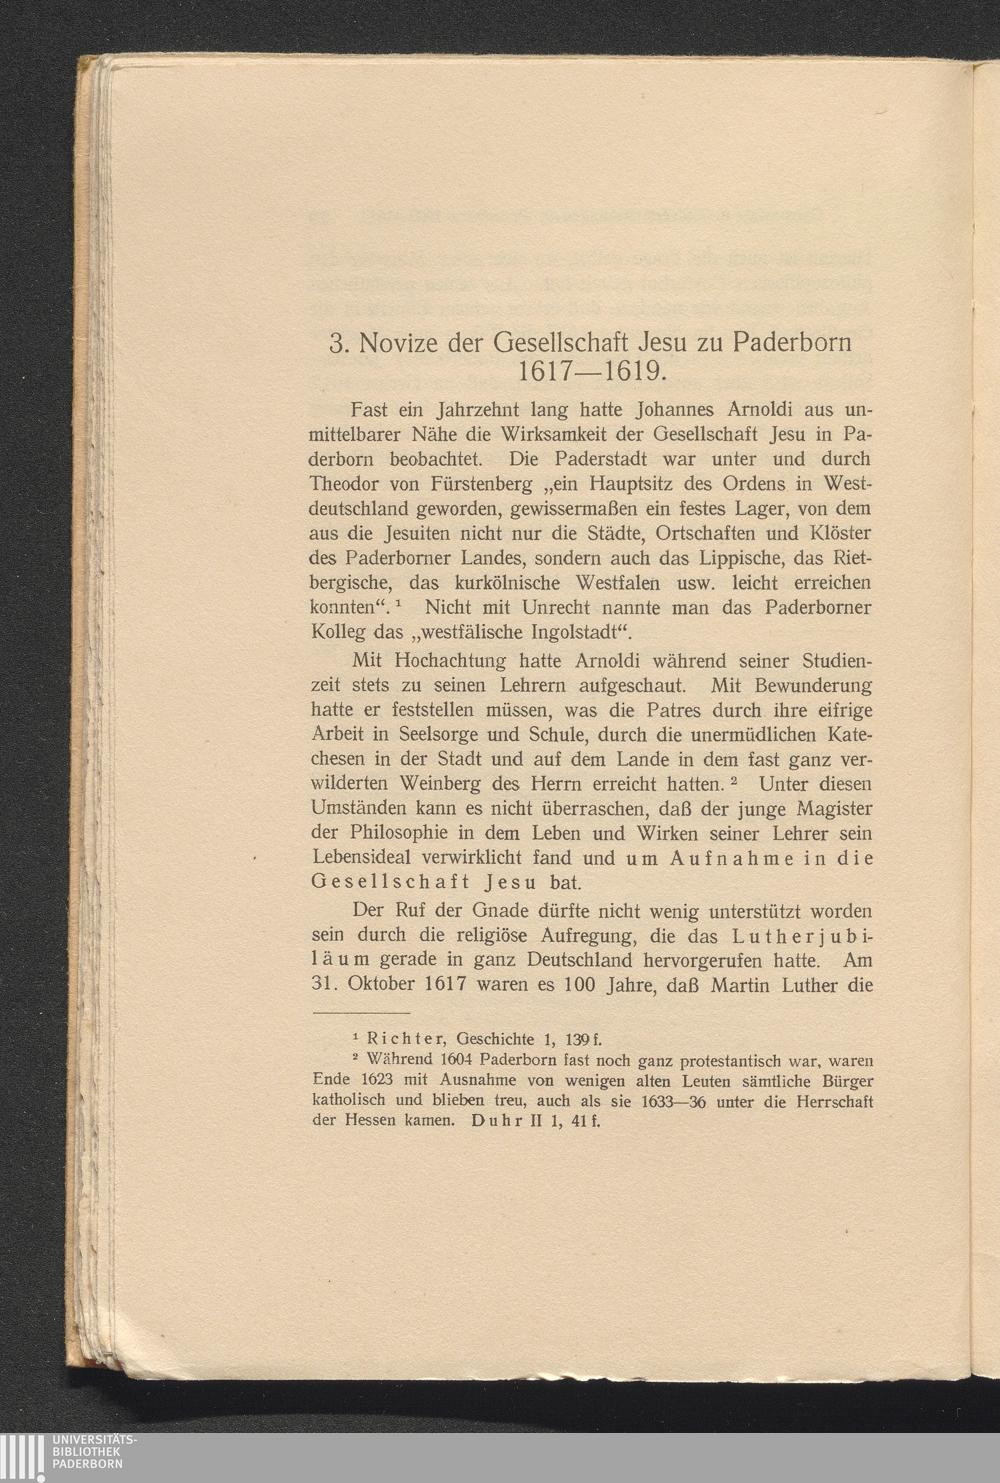 3. Novize der Gesellschaft Jesu zu Paderborn
1617—1619.
Fast ein Jahrzehnt lang hatte Johannes Arnoldi aus un-
mittelbarer Nähe die Wirksamkeit der Gesellschaft Jesu in Pa-
derborn beobachtet. Die Paderstadt war unter und durch
Theodor von Fürstenberg „ein Hauptsitz des Ordens in West-
deutschland geworden, gewissermaßen ein festes Lager, von dem
aus die Jesuiten nicht nur die Städte, Ortschaften und Klöster
des Paderborner Landes, sondern auch das Lippische, das Riet-
bergische, das kurkölnische Westfalen usw. leicht erreichen
konnten“. ¹ Nicht mit Unrecht nannte man das Paderborner
Kolleg das „westfälische Ingolstadt“.
Mit Hochachtung hatte Arnoldi während seiner Studien-
zeit stets zu seinen Lehrern aufgeschaut. Mit Bewunderung
hatte er feststellen müssen, was die Patres durch ihre eifrige
Arbeit in Seelsorge und Schule, durch die unermüdlichen Kate-
chesen in der Stadt und auf dem Lande in dem fast ganz ver-
wilderten Weinberg des Herrn erreicht hatten. ² Unter diesen
Umständen kann es nicht überraschen, daß der junge Magister
der Philosophie in dem Leben und Wirken seiner Lehrer sein
Lebensideal verwirklicht fand und um Aufnahme in die
Gesellschaft Jesu bat.
Der Ruf der Gnade dürfte nicht wenig unterstützt worden
sein durch die religiöse Aufregung, die das Lutherjubi-
läum gerade in ganz Deutschland hervorgerufen hatte. Am
31. Oktober 1617 waren es 100 Jahre, daß Martin Luther die
¹ Richter, Geschichte 1, 139 f.
² Während 1604 Paderborn fast noch ganz protestantisch war, waren
Ende 1623 mit Ausnahme von wenigen alten Leuten sämtliche Bürger
katholisch und blieben treu, auch als sie 1633—36 unter die Herrschaft
der Hessen kamen. Duhr II 1, 41 f.
UNIVERSITÄTS-
BIBLIOTHEK
PADERBORN